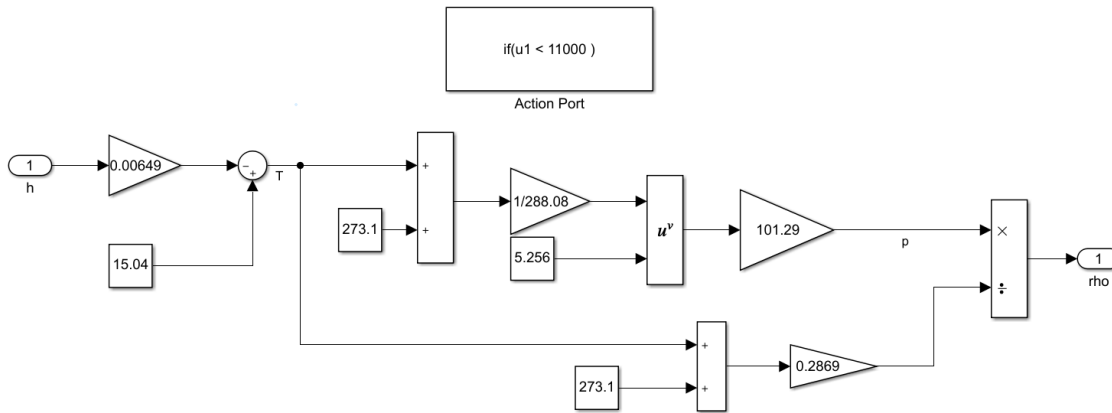 if(u1 < 11000 )
Action Port
1
h
0.00649
−
+
T
15.04
+
+
273.1
1/288.08
5.256
u^v
101.29
p
×
÷
1
rho
+
+
273.1
0.2869